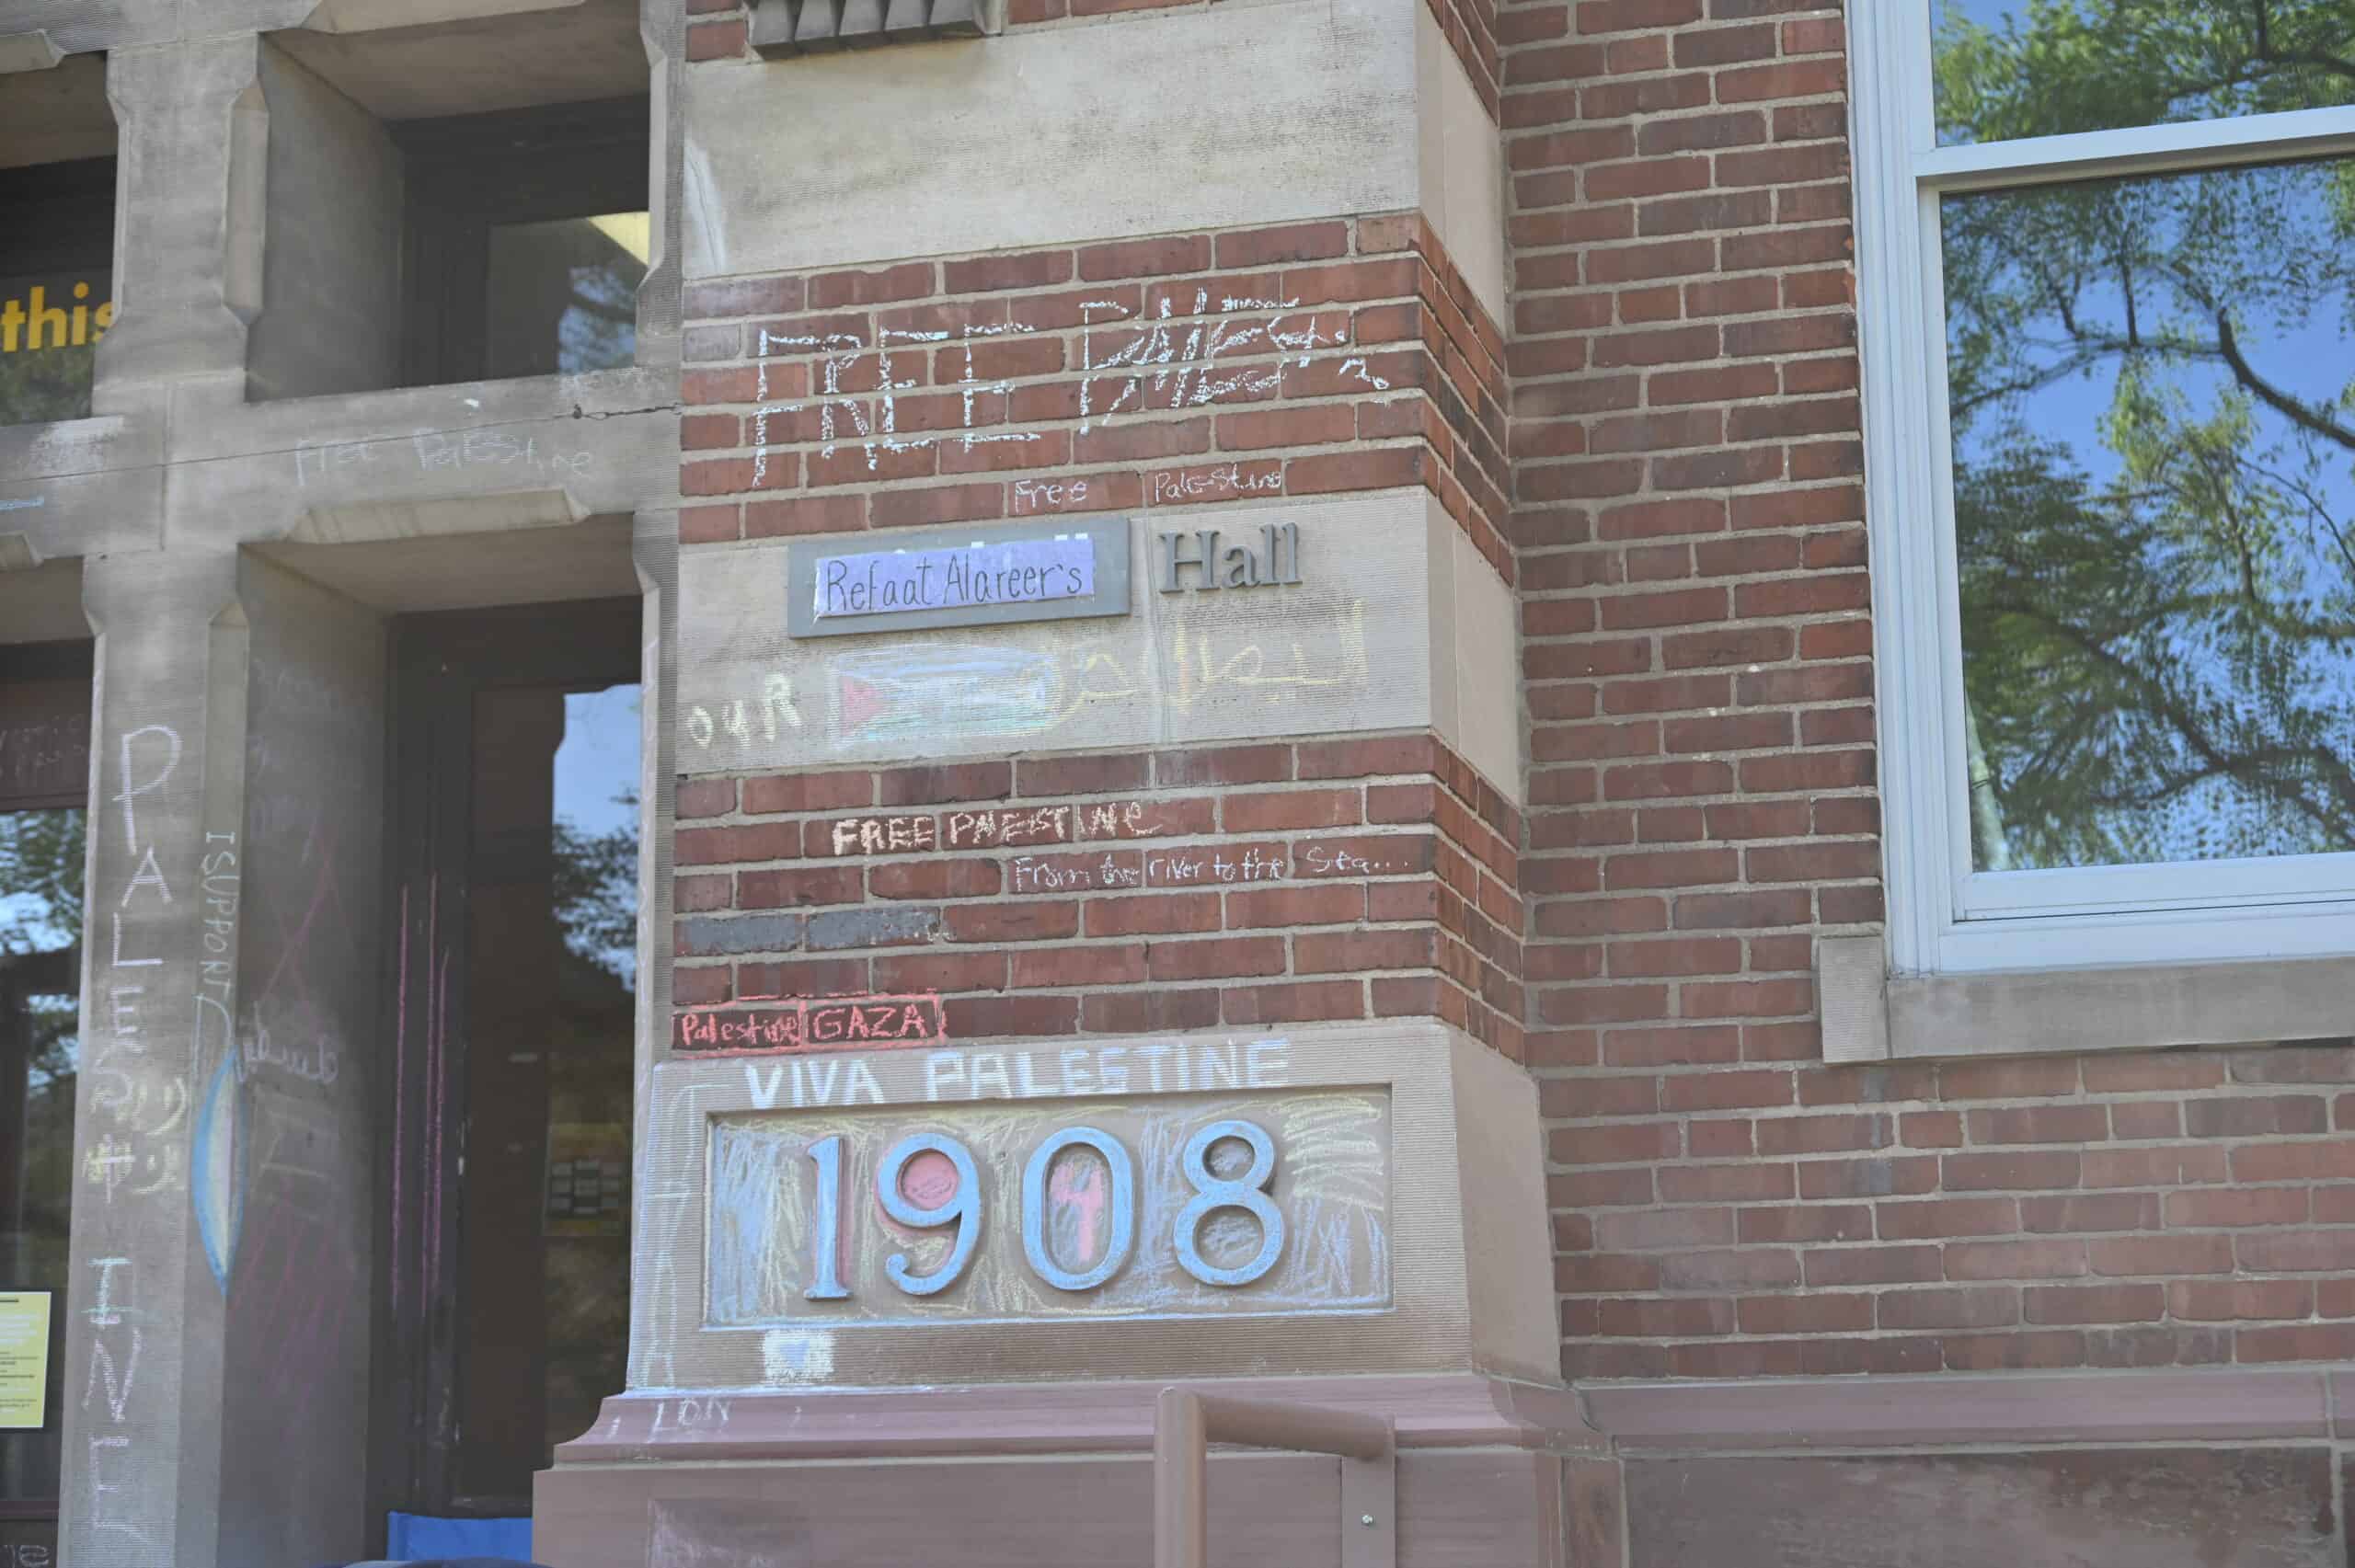 this
FREE PALES
Free Palestine
Free Palestine
Refaat Alareer's Hall
OUR
PALESTINE
I SUPPORT
FREE PALESTINE
From the river to the Sea...
Palestine GAZA
VIVA PALESTINE
1908